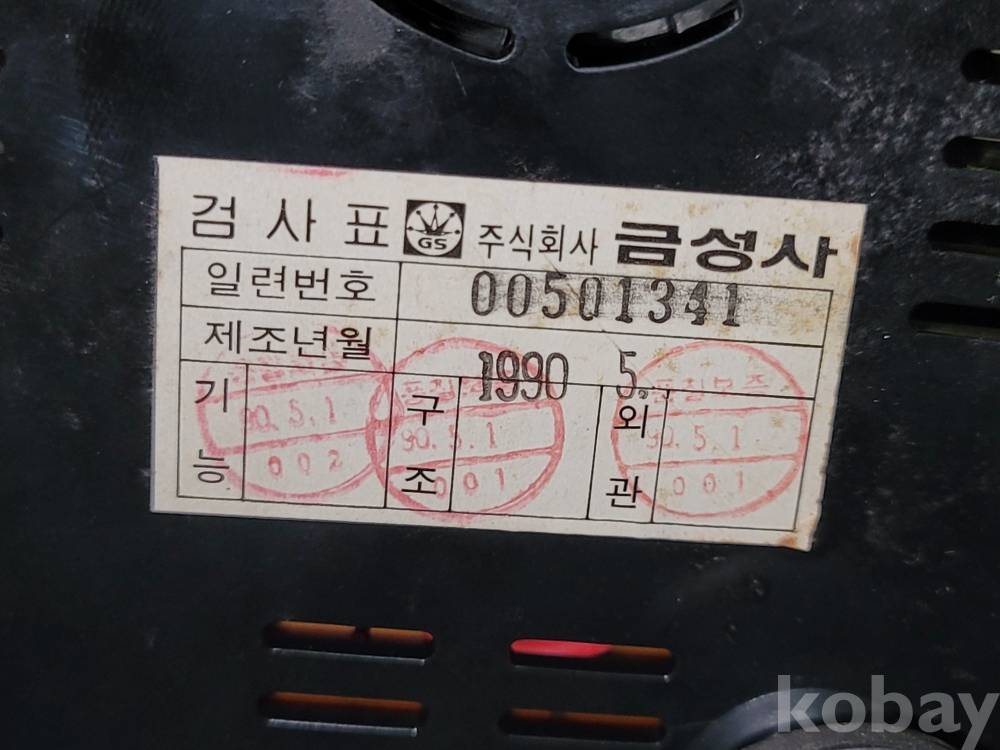 검사표 GS 주식회사 금성사
일련번호 00501341
제조년월 1990 5.
기능 구조 외관
90.5.1 90.5.1 90.5.1
002 001 001
kobay